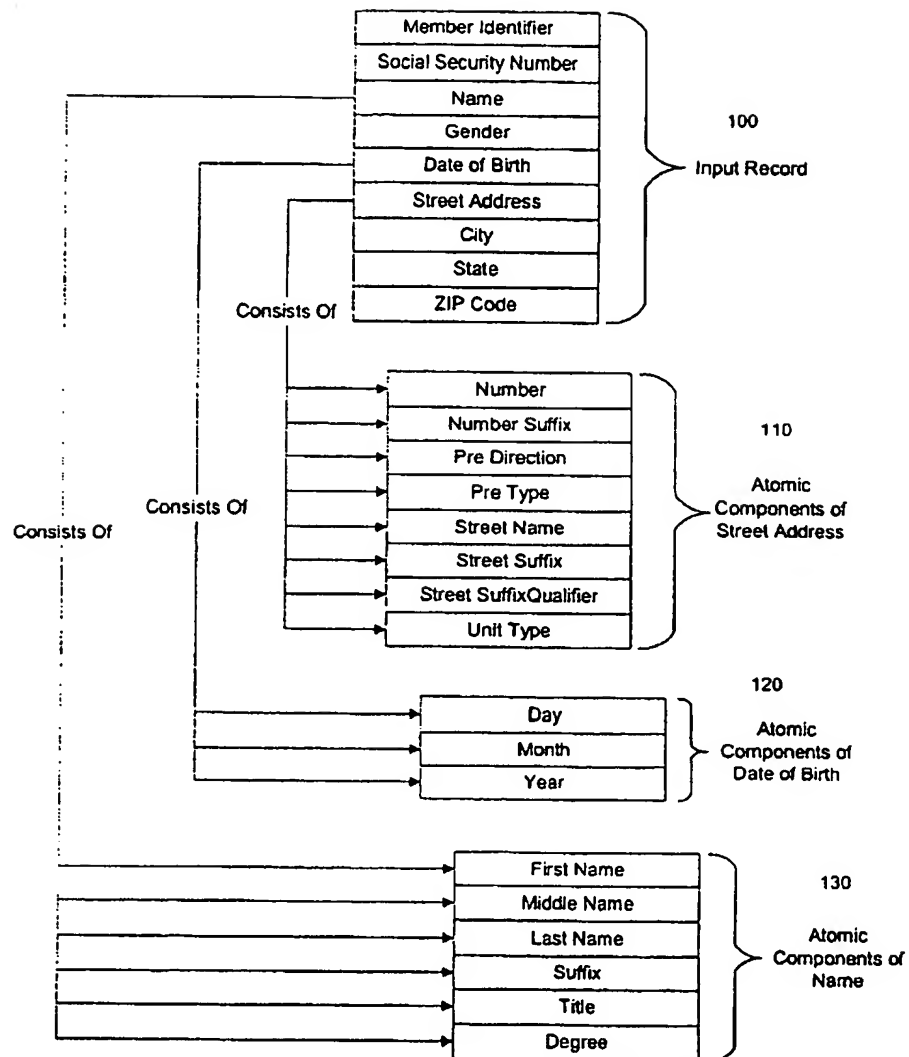 Member Identifier
Social Security Number
Name
Gender
Date of Birth
Street Address
City
State
ZIP Code
100
Input Record
Consists Of
Number
Number Suffix
Pre Direction
Pre Type
Street Name
Street Suffix
Street SuffixQualifier
Unit Type
110
Atomic
Components of
Street Address
Consists Of
Consists Of
Day
Month
Year
120
Atomic
Components of
Date of Birth
First Name
Middle Name
Last Name
Suffix
Title
Degree
130
Atomic
Components of
Name